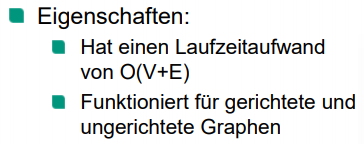 Eigenschaften:
Hat einen Laufzeitaufwand
von O(V+E)
Funktioniert für gerichtete und
ungerichtete Graphen